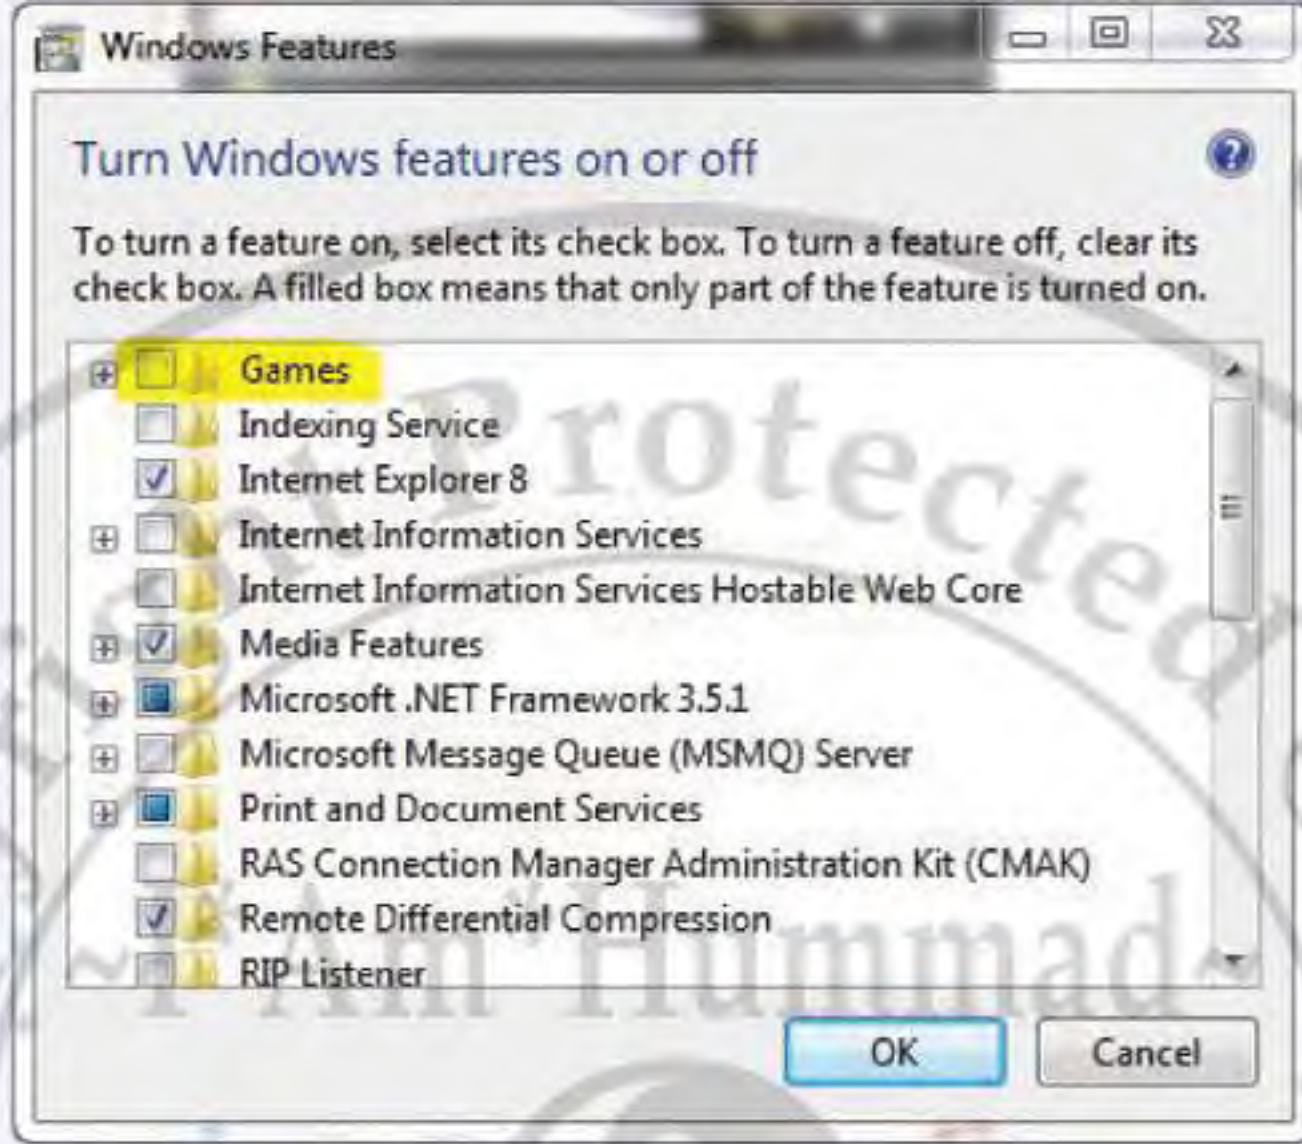 Windows Features
Turn Windows features on or off
To turn a feature on, select its check box. To turn a feature off, clear its
check box. A filled box means that only part of the feature is turned on.
Games
Indexing Service
Internet Explorer 8
Internet Information Services
Internet Information Services Hostable Web Core
Media Features
Microsoft .NET Framework 3.5.1
Microsoft Message Queue (MSMQ) Server
Print and Document Services
RAS Connection Manager Administration Kit (CMAK)
Remote Differential Compression
RIP Listener
OK
Cancel
Protected
~I*Am*Hummad~